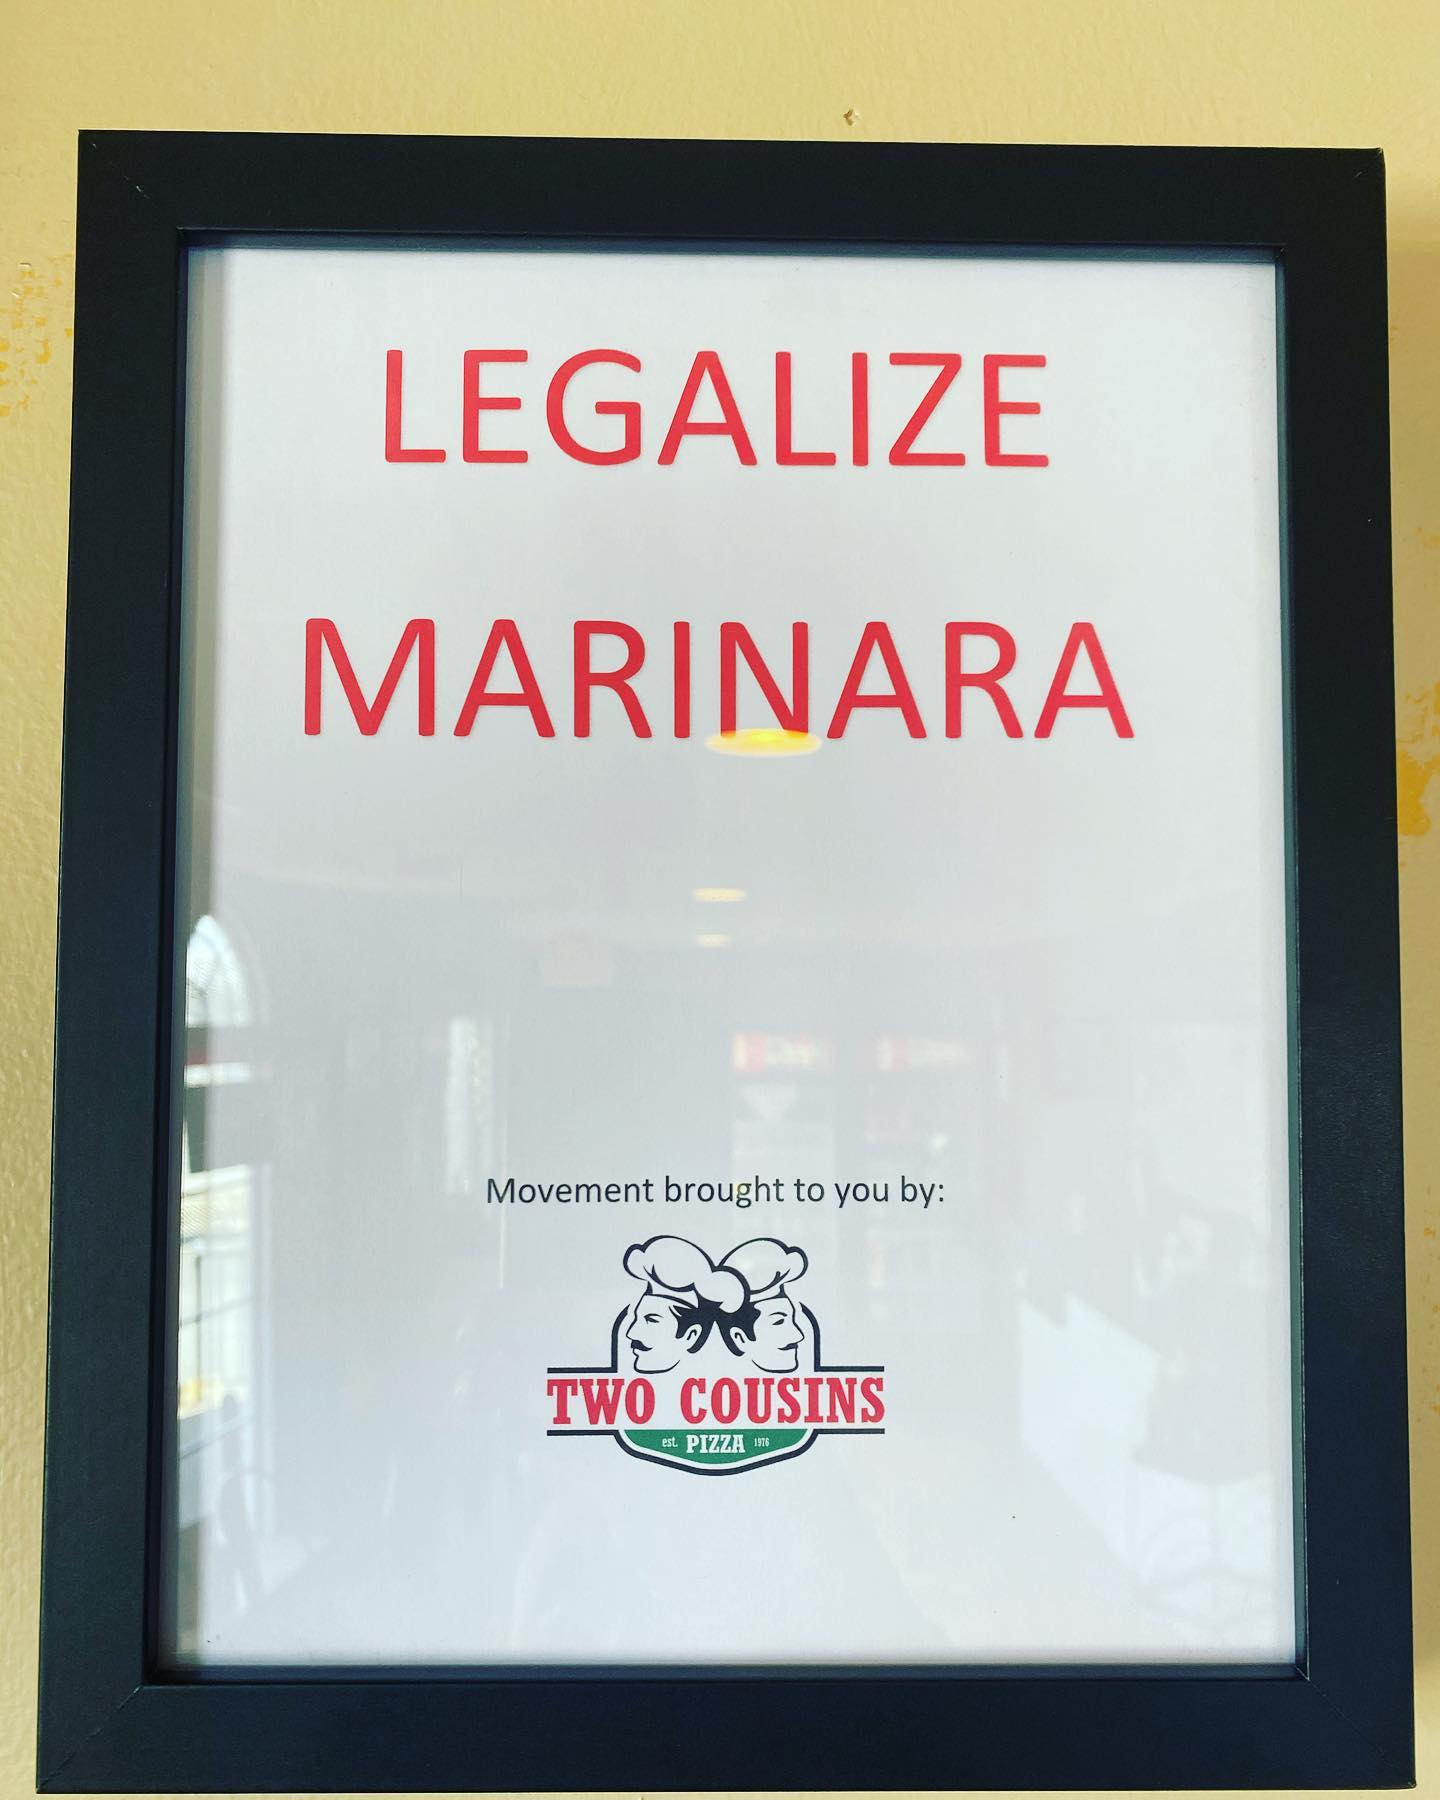 LEGALIZE
MARINARA
Movement brought to you by:
TWO COUSINS
est. PIZZA 1976